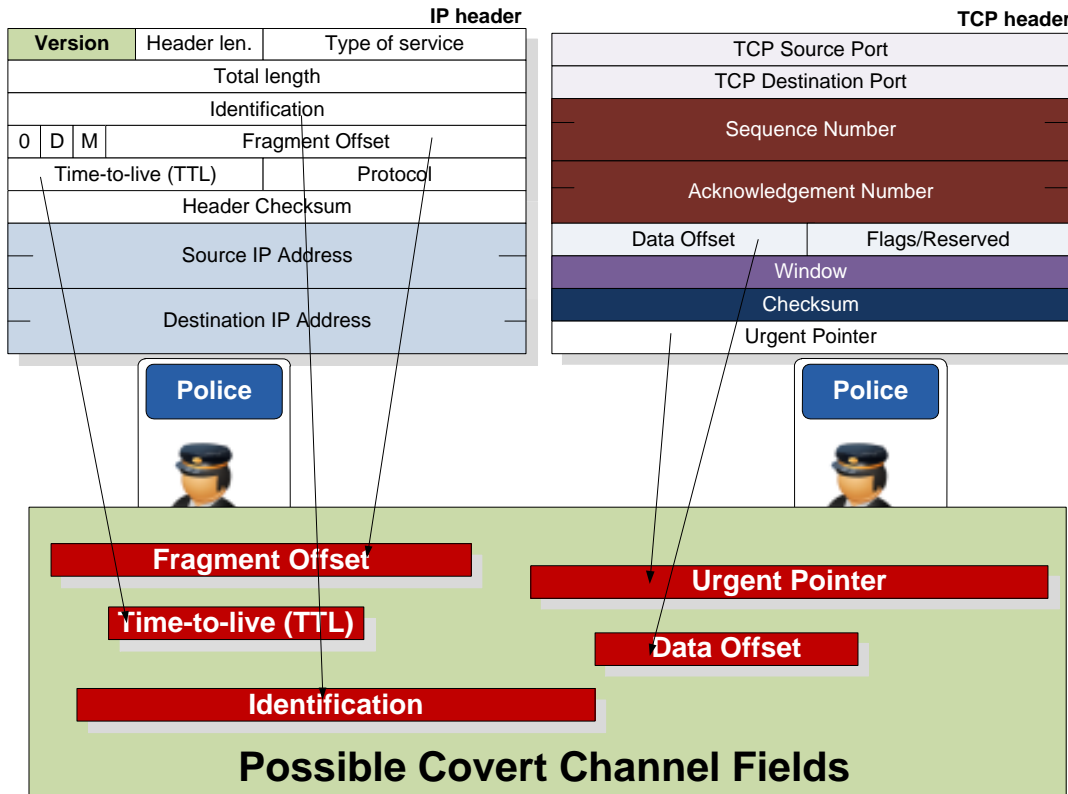 IP header
Version
Header len.
Type of service
Total length
Identification
0
D
M
Fragment Offset
Time-to-live (TTL)
Protocol
Header Checksum
Source IP Address
Destination IP Address
TCP header
TCP Source Port
TCP Destination Port
Sequence Number
Acknowledgement Number
Data Offset
Flags/Reserved
Window
Checksum
Urgent Pointer
Police
Police
Fragment Offset
Urgent Pointer
Time-to-live (TTL)
Data Offset
Identification
Possible Covert Channel Fields